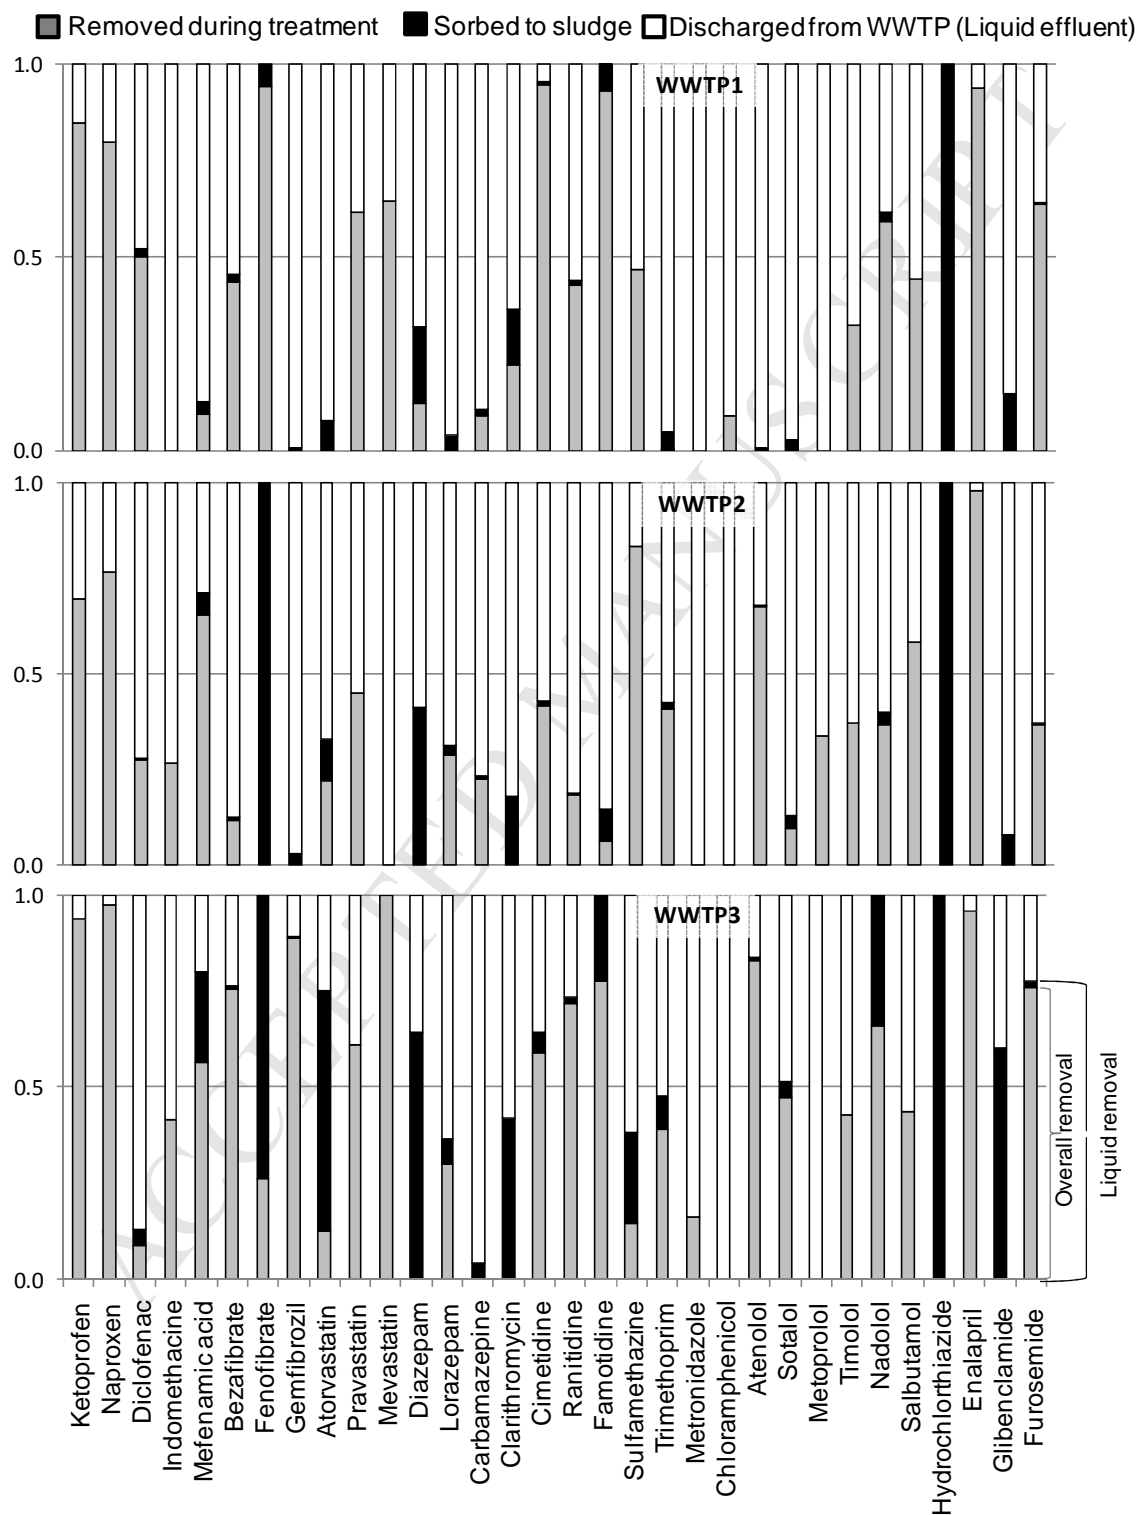 Removed during treatment Sorbed to sludge Discharged from WWTP (Liquid effluent)
1.0
WWTP1
0.5
0.0
1.0
WWTP2
0.5
0.0
1.0
WWTP3
0.5
0.0
Overall removal
Liquid removal
Ketoprofen
Naproxen
Diclofenac
Indomethacine
Mefenamic acid
Bezafibrate
Fenofibrate
Gemfibrozil
Atorvastatin
Pravastatin
Mevastatin
Diazepam
Lorazepam
Carbamazepine
Clarithromycin
Cimetidine
Ranitidine
Famotidine
Sulfamethazine
Trimethoprim
Metronidazole
Chloramphenicol
Atenolol
Sotalol
Metoprolol
Timolol
Nadolol
Salbutamol
Hydrochlorthiazide
Enalapril
Glibenclamide
Furosemide
ACCEPTED MANUSCRIPT